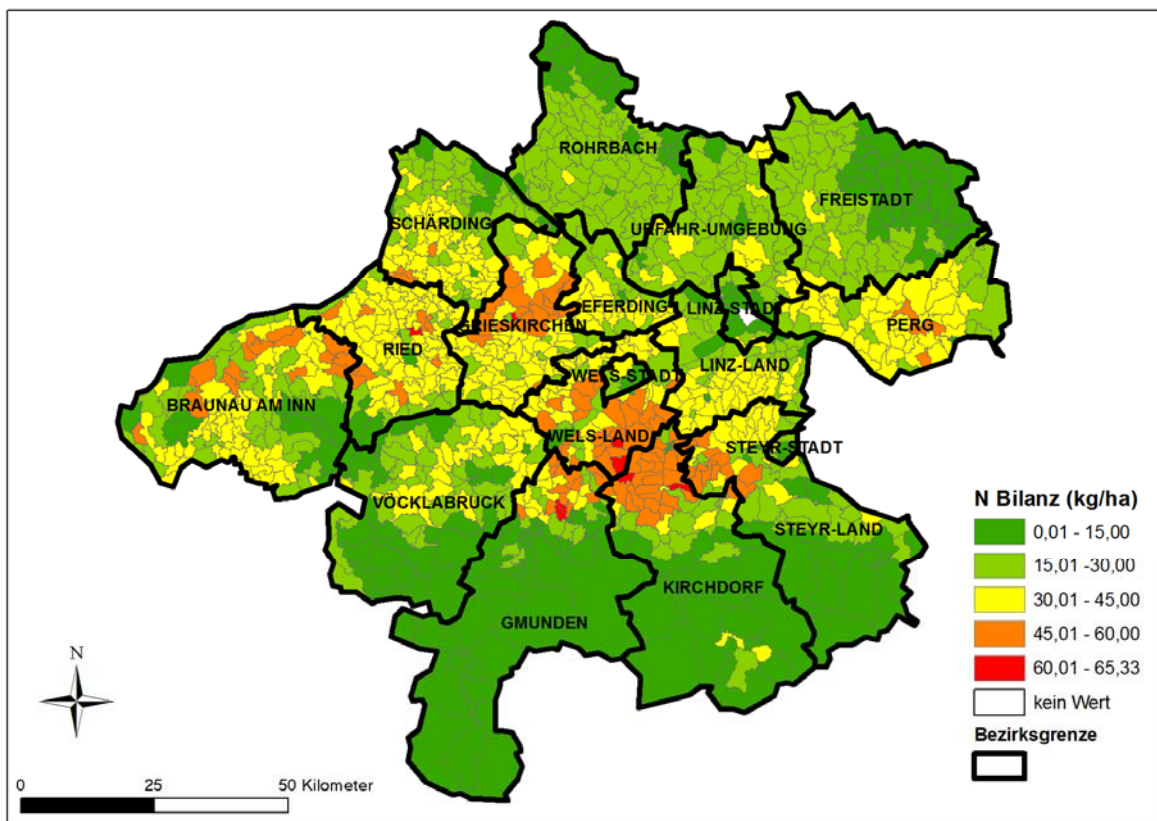 ROHRBACH
FREISTADT
SCHÄRDING
URFAHR-UMGEBUNG
EFERDING
LINZ-STADT
GRIESKIRCHEN
PERG
RIED
WELS-STADT
LINZ-LAND
BRAUNAU AM INN
WELS-LAND
STEYR-STADT
VÖCKLABRUCK
STEYR-LAND
KIRCHDORF
GMUNDEN
N Bilanz (kg/ha)
0,01 - 15,00
15,01 -30,00
30,01 - 45,00
45,01 - 60,00
60,01 - 65,33
kein Wert
Bezirksgrenze
N
0 25 50 Kilometer